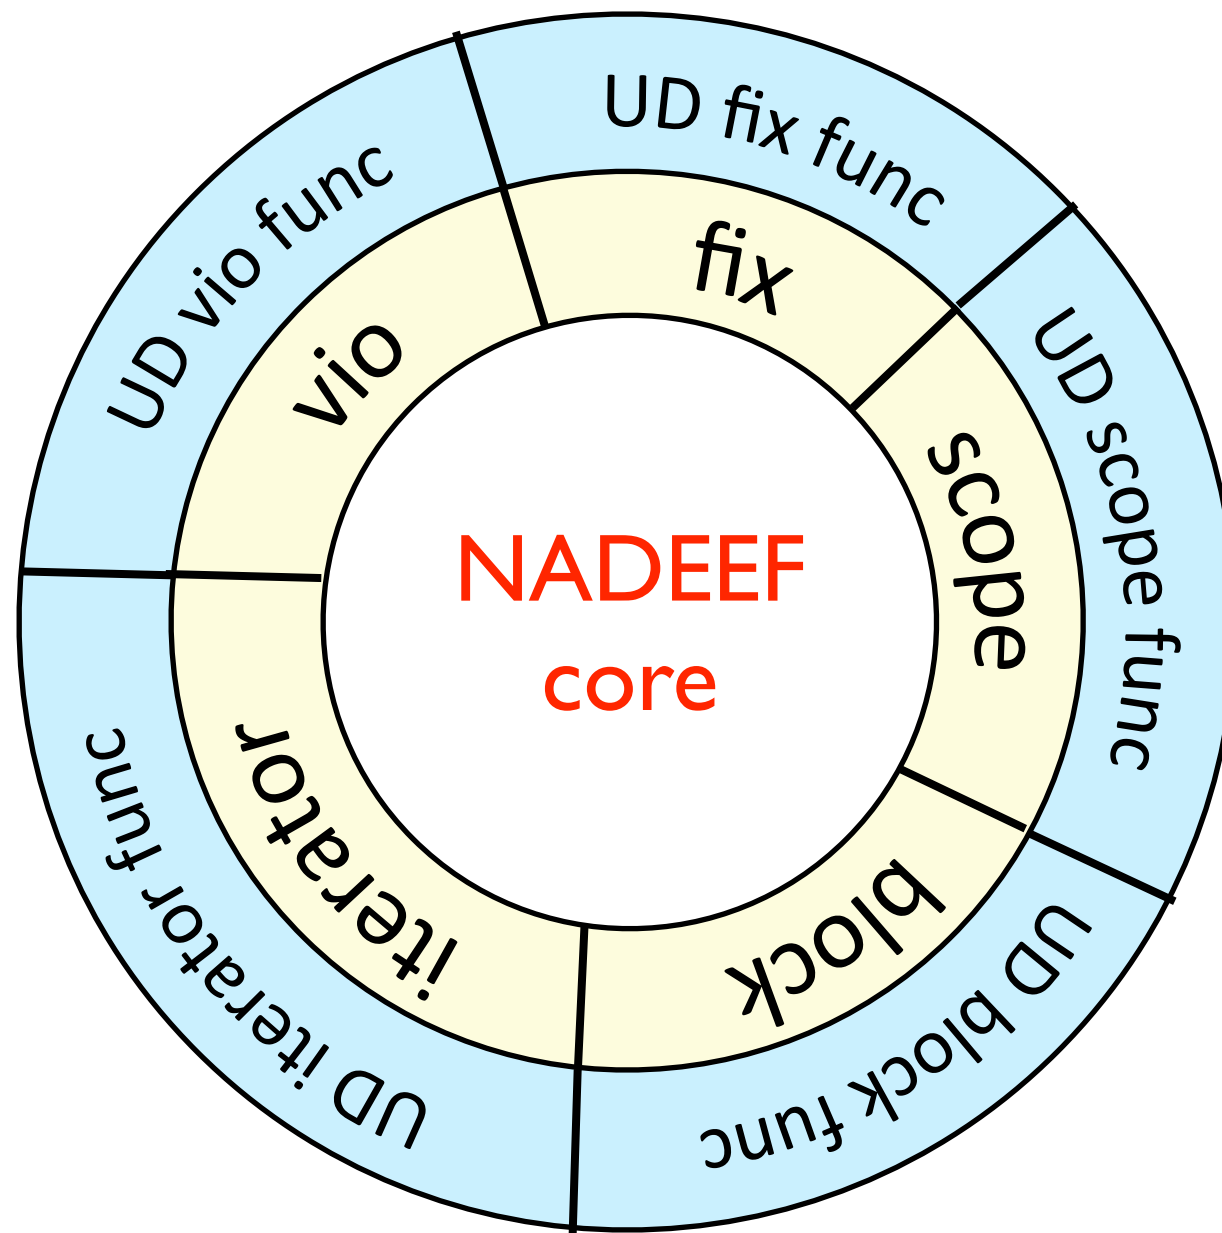 UD fix func
UD vio func
fix
vio
UD scope func
scope
NADEEF
core
iterator
block
UD iterator func
UD block func